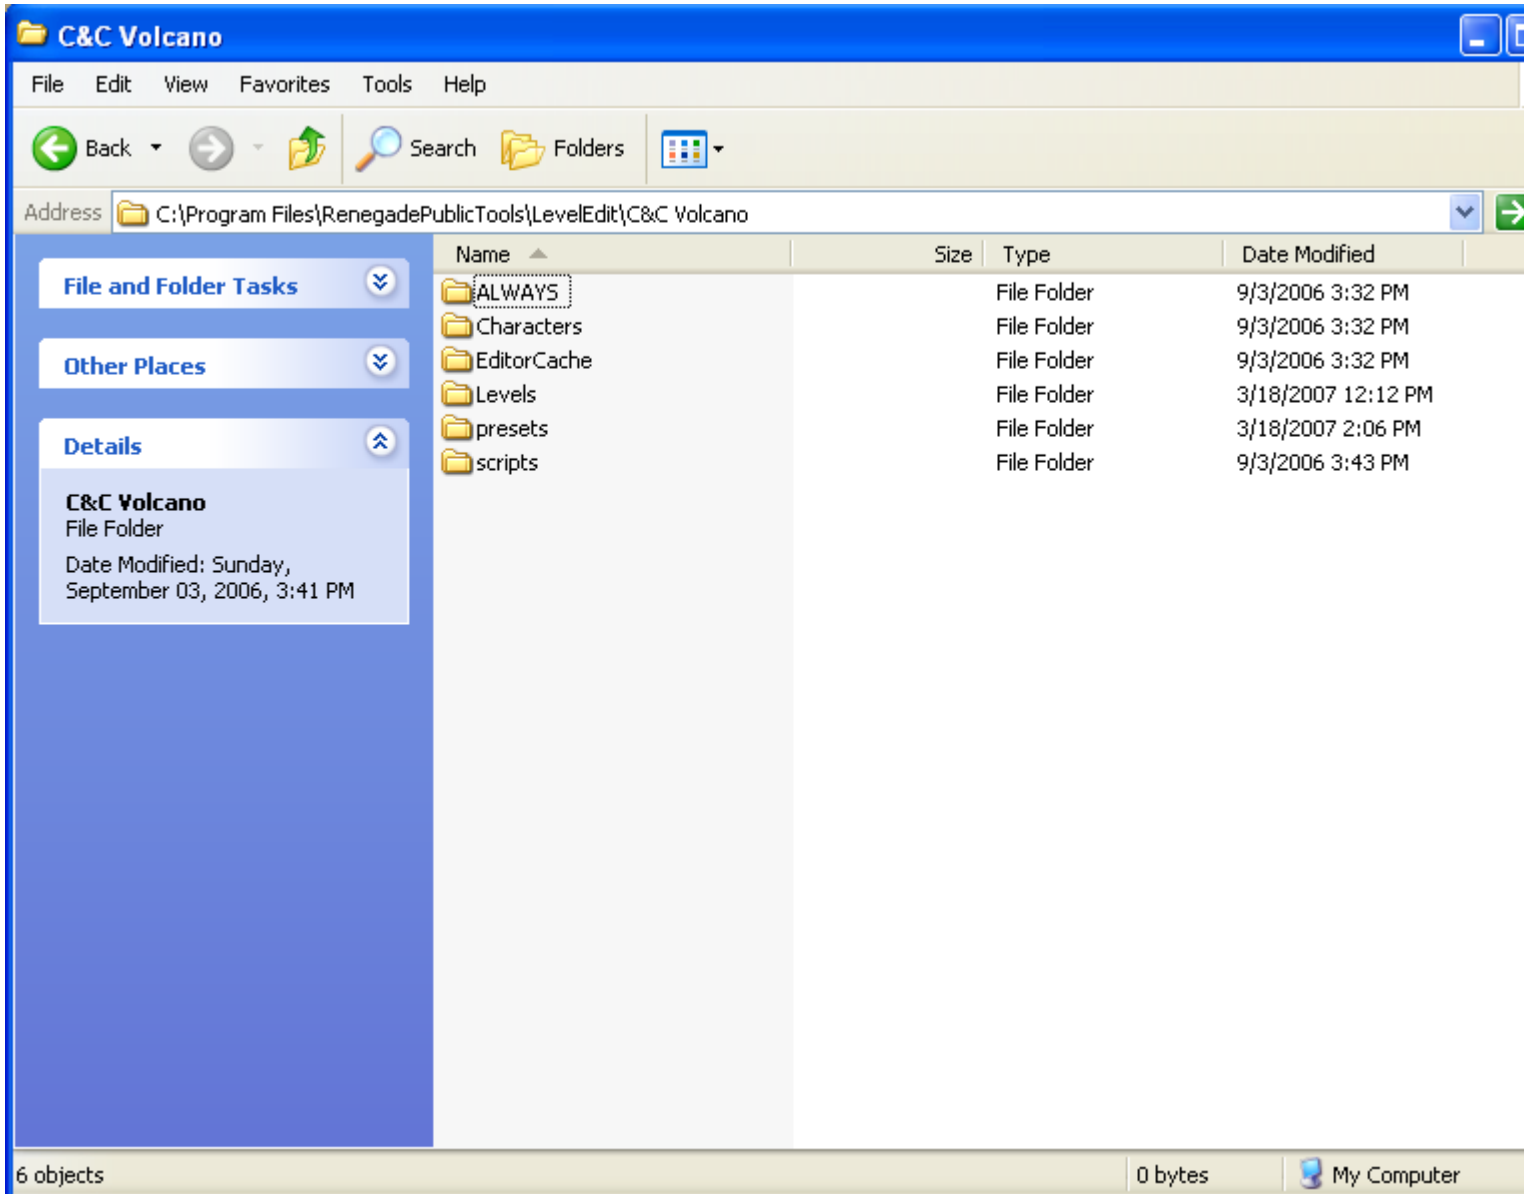 C&C Volcano
File Edit View Favorites Tools Help
Back Search Folders
Address C:\Program Files\RenegadePublicTools\LevelEdit\C&C Volcano
File and Folder Tasks
Other Places
Details
C&C Volcano
File Folder
Date Modified: Sunday,
September 03, 2006, 3:41 PM
Name Size Type Date Modified
ALWAYS File Folder 9/3/2006 3:32 PM
Characters File Folder 9/3/2006 3:32 PM
EditorCache File Folder 9/3/2006 3:32 PM
Levels File Folder 3/18/2007 12:12 PM
presets File Folder 3/18/2007 2:06 PM
scripts File Folder 9/3/2006 3:43 PM
6 objects 0 bytes My Computer